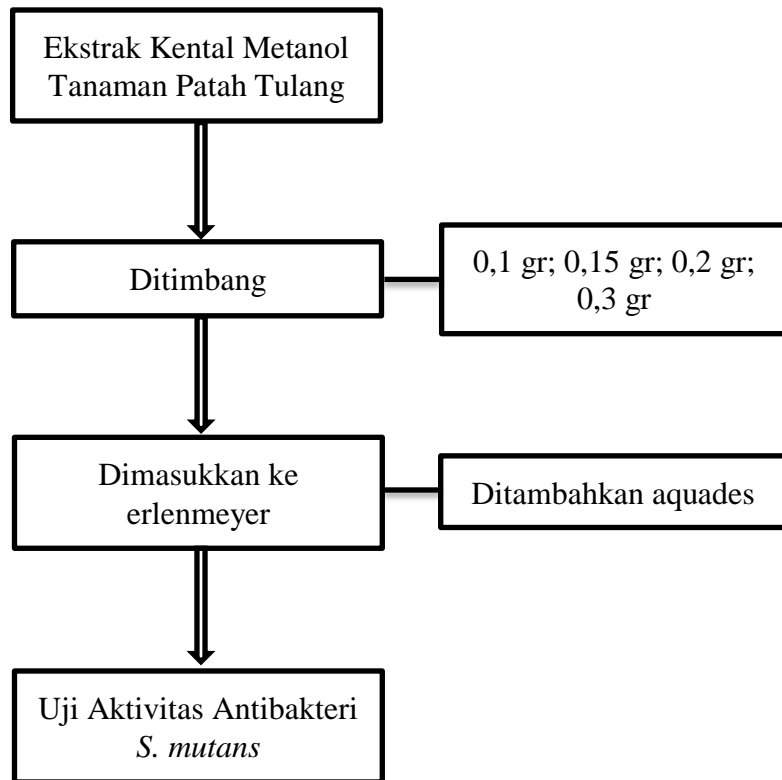 Ekstrak Kental Metanol
Tanaman Patah Tulang
Ditimbang
0,1 gr; 0,15 gr; 0,2 gr;
0,3 gr
Dimasukkan ke
erlenmeyer
Ditambahkan aquades
Uji Aktivitas Antibakteri
S. mutans